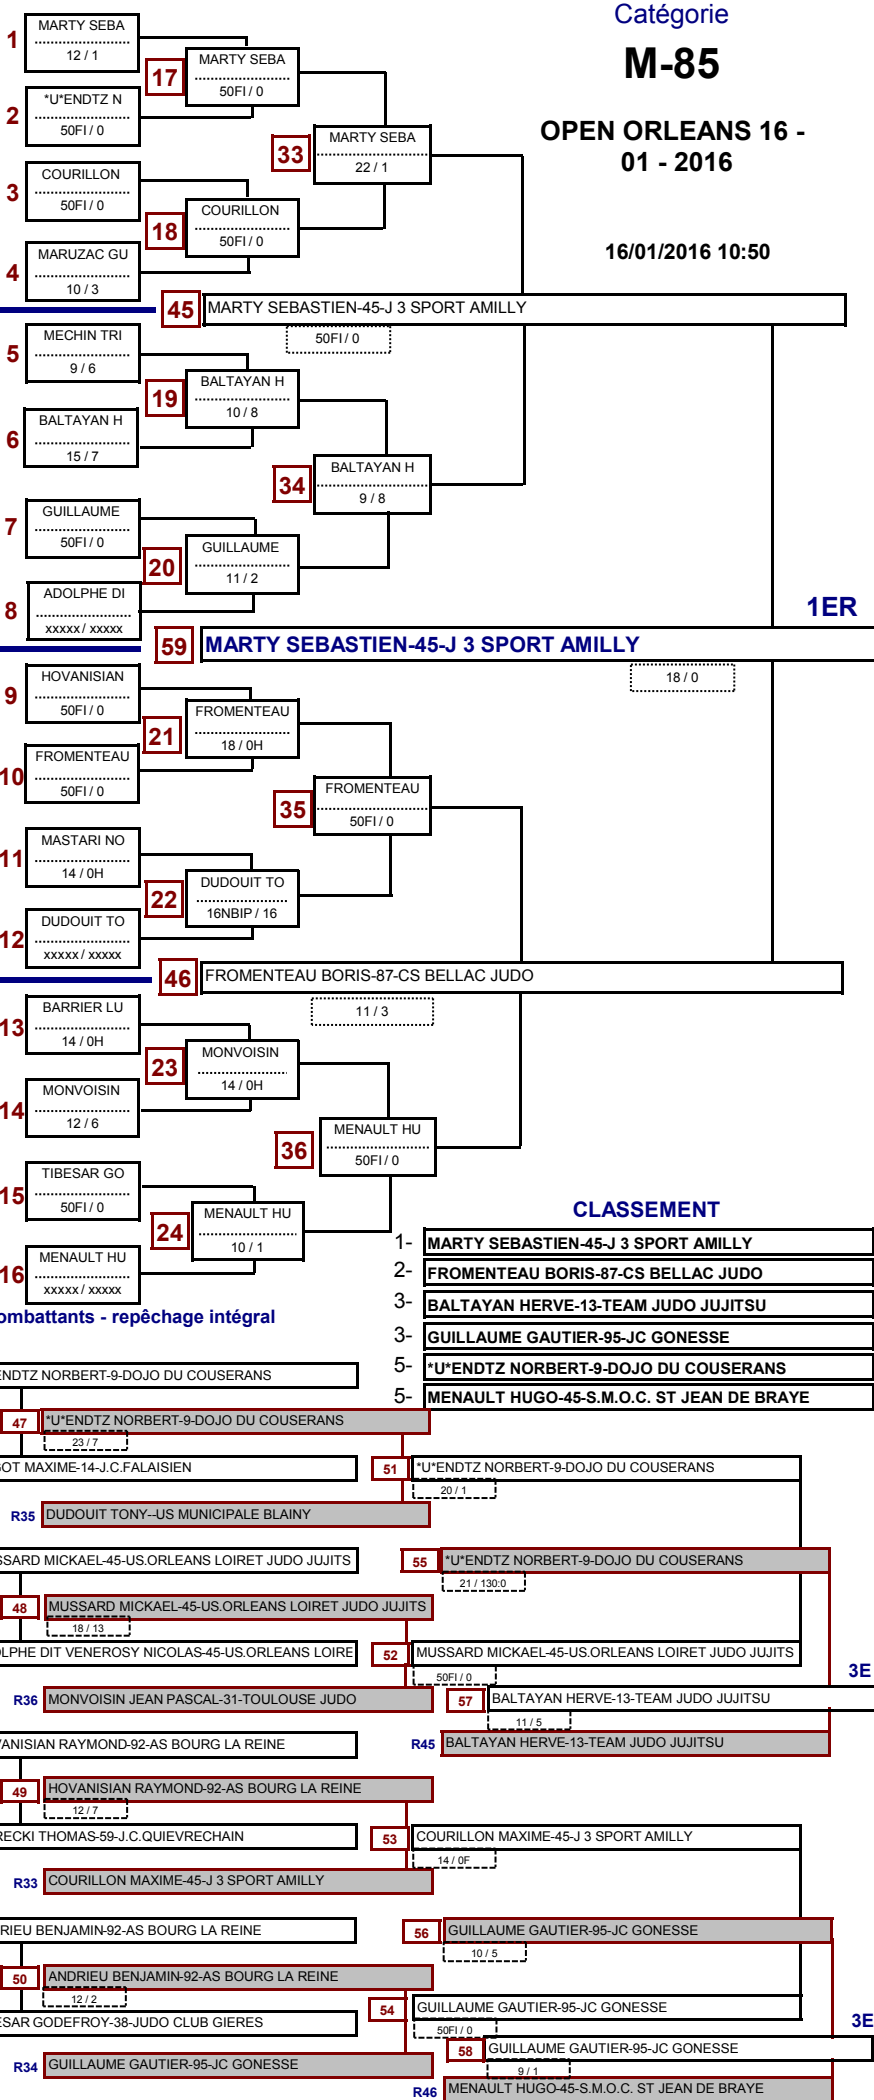 Catégorie
M-85
OPEN ORLEANS 16 -
01 - 2016
16/01/2016 10:50
1
MARTY SEBA
12 / 1
17
MARTY SEBA
50FI / 0
2
*U*ENDTZ N
50FI / 0
33
MARTY SEBA
22 / 1
3
COURILLON
50FI / 0
18
COURILLON
50FI / 0
4
MARUZAC GU
10 / 3
45
MARTY SEBASTIEN-45-J 3 SPORT AMILLY
50FI / 0
5
MECHIN TRI
9 / 6
19
BALTAYAN H
10 / 8
6
BALTAYAN H
15 / 7
34
BALTAYAN H
9 / 8
7
GUILLAUME
50FI / 0
20
GUILLAUME
11 / 2
8
ADOLPHE DI
xxxxx / xxxxx
1ER
59
MARTY SEBASTIEN-45-J 3 SPORT AMILLY
18 / 0
9
HOVANISIAN
50FI / 0
21
FROMENTEAU
18 / 0H
10
FROMENTEAU
50FI / 0
35
FROMENTEAU
50FI / 0
11
MASTARI NO
14 / 0H
22
DUDOUIT TO
16NBIP / 16
12
DUDOUIT TO
xxxxx / xxxxx
46
FROMENTEAU BORIS-87-CS BELLAC JUDO
11 / 3
13
BARRIER LU
14 / 0H
23
MONVOISIN
14 / 0H
14
MONVOISIN
12 / 6
36
MENAULT HU
50FI / 0
15
TIBESAR GO
50FI / 0
24
MENAULT HU
10 / 1
16
MENAULT HU
xxxxx / xxxxx
CLASSEMENT
1- MARTY SEBASTIEN-45-J 3 SPORT AMILLY
2- FROMENTEAU BORIS-87-CS BELLAC JUDO
3- BALTAYAN HERVE-13-TEAM JUDO JUJITSU
3- GUILLAUME GAUTIER-95-JC GONESSE
5- *U*ENDTZ NORBERT-9-DOJO DU COUSERANS
5- MENAULT HUGO-45-S.M.O.C. ST JEAN DE BRAYE
ombattants - repêchage intégral
NDTZ NORBERT-9-DOJO DU COUSERANS
47 *U*ENDTZ NORBERT-9-DOJO DU COUSERANS
23 / 7
OT MAXIME-14-J.C.FALAISIEN
51 *U*ENDTZ NORBERT-9-DOJO DU COUSERANS
20 / 1
R35 DUDOUIT TONY--US MUNICIPALE BLAINY
SSARD MICKAEL-45-US.ORLEANS LOIRET JUDO JUJITS
55 *U*ENDTZ NORBERT-9-DOJO DU COUSERANS
21 / 130:0
48 MUSSARD MICKAEL-45-US.ORLEANS LOIRET JUDO JUJITS
18 / 13
LPHE DIT VENEROSY NICOLAS-45-US.ORLEANS LOIRE
52 MUSSARD MICKAEL-45-US.ORLEANS LOIRET JUDO JUJITS
50FI / 0
3E
R36 MONVOISIN JEAN PASCAL-31-TOULOUSE JUDO
57 BALTAYAN HERVE-13-TEAM JUDO JUJITSU
11 / 5
VANISIAN RAYMOND-92-AS BOURG LA REINE
R45 BALTAYAN HERVE-13-TEAM JUDO JUJITSU
49 HOVANISIAN RAYMOND-92-AS BOURG LA REINE
12 / 7
RECKI THOMAS-59-J.C.QUIEVRECHAIN
53 COURILLON MAXIME-45-J 3 SPORT AMILLY
14 / 0F
R33 COURILLON MAXIME-45-J 3 SPORT AMILLY
RIEU BENJAMIN-92-AS BOURG LA REINE
56 GUILLAUME GAUTIER-95-JC GONESSE
10 / 5
50 ANDRIEU BENJAMIN-92-AS BOURG LA REINE
12 / 2
54 GUILLAUME GAUTIER-95-JC GONESSE
50FI / 0
ESAR GODEFROY-38-JUDO CLUB GIERES
3E
58 GUILLAUME GAUTIER-95-JC GONESSE
9 / 1
R34 GUILLAUME GAUTIER-95-JC GONESSE
R46 MENAULT HUGO-45-S.M.O.C. ST JEAN DE BRAYE